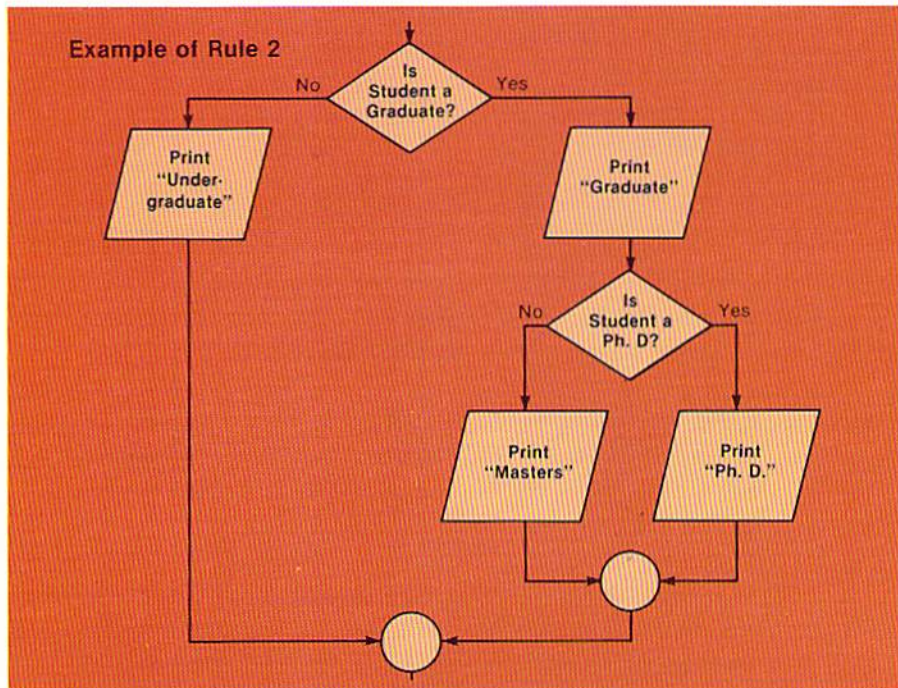 Example of Rule 2
Is
Student a
Graduate?
No
Yes
Print
“Under-
graduate”
Print
“Graduate”
Is
Student a
Ph. D?
No
Yes
Print
“Masters”
Print
“Ph. D.”